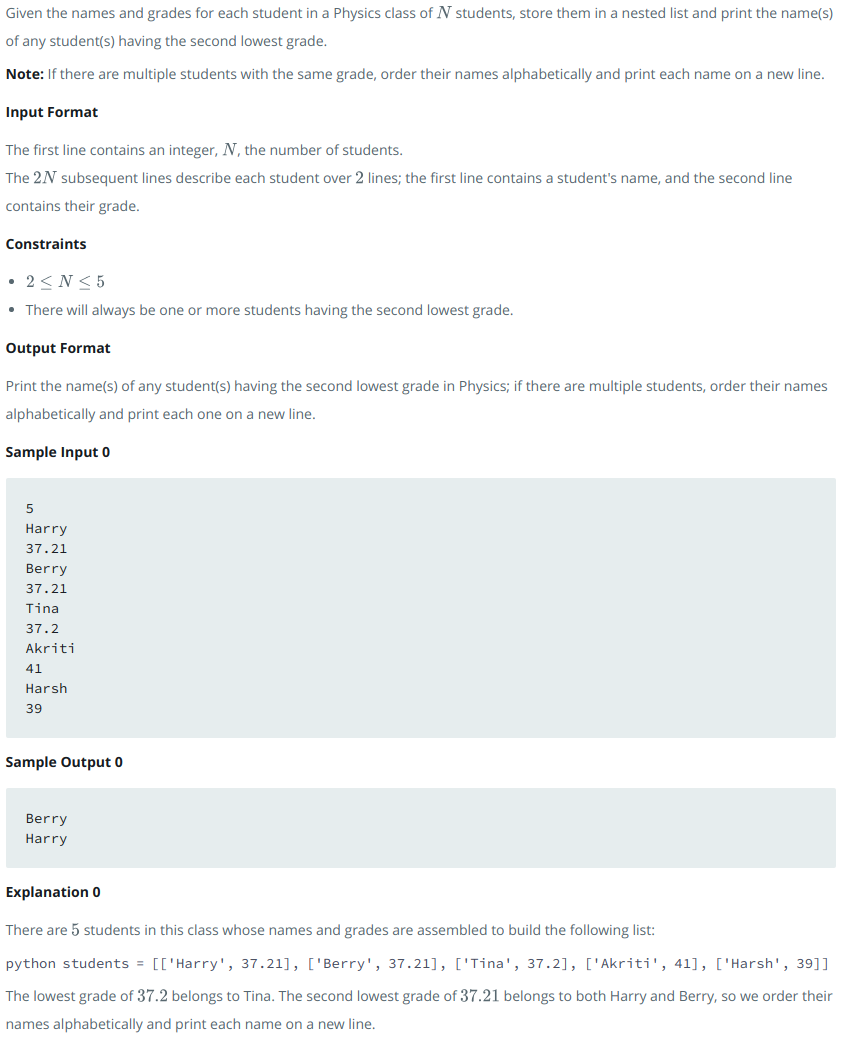 Given the names and grades for each student in a Physics class of N students, store them in a nested list and print the name(s)
of any student(s) having the second lowest grade.
Note: If there are multiple students with the same grade, order their names alphabetically and print each name on a new line.
Input Format
The first line contains an integer, N, the number of students.
The 2N subsequent lines describe each student over 2 lines; the first line contains a student's name, and the second line
contains their grade.
Constraints
• 2 ≤ N ≤ 5
• There will always be one or more students having the second lowest grade.
Output Format
Print the name(s) of any student(s) having the second lowest grade in Physics; if there are multiple students, order their names
alphabetically and print each one on a new line.
Sample Input 0
5
Harry
37.21
Berry
37.21
Tina
37.2
Akriti
41
Harsh
39
Sample Output 0
Berry
Harry
Explanation 0
There are 5 students in this class whose names and grades are assembled to build the following list:
python students = [['Harry', 37.21], ['Berry', 37.21], ['Tina', 37.2], ['Akriti', 41], ['Harsh', 39]]
The lowest grade of 37.2 belongs to Tina. The second lowest grade of 37.21 belongs to both Harry and Berry, so we order their
names alphabetically and print each name on a new line.